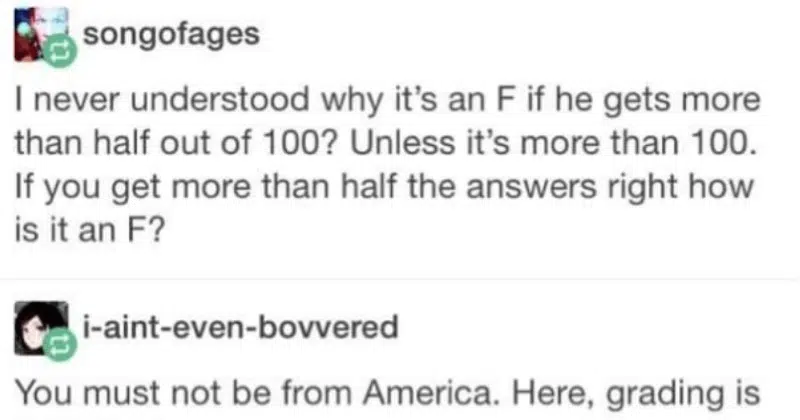 songofages
I never understood why it’s an F if he gets more
than half out of 100? Unless it’s more than 100.
If you get more than half the answers right how
is it an F?
i-aint-even-bovvered
You must not be from America. Here, grading is